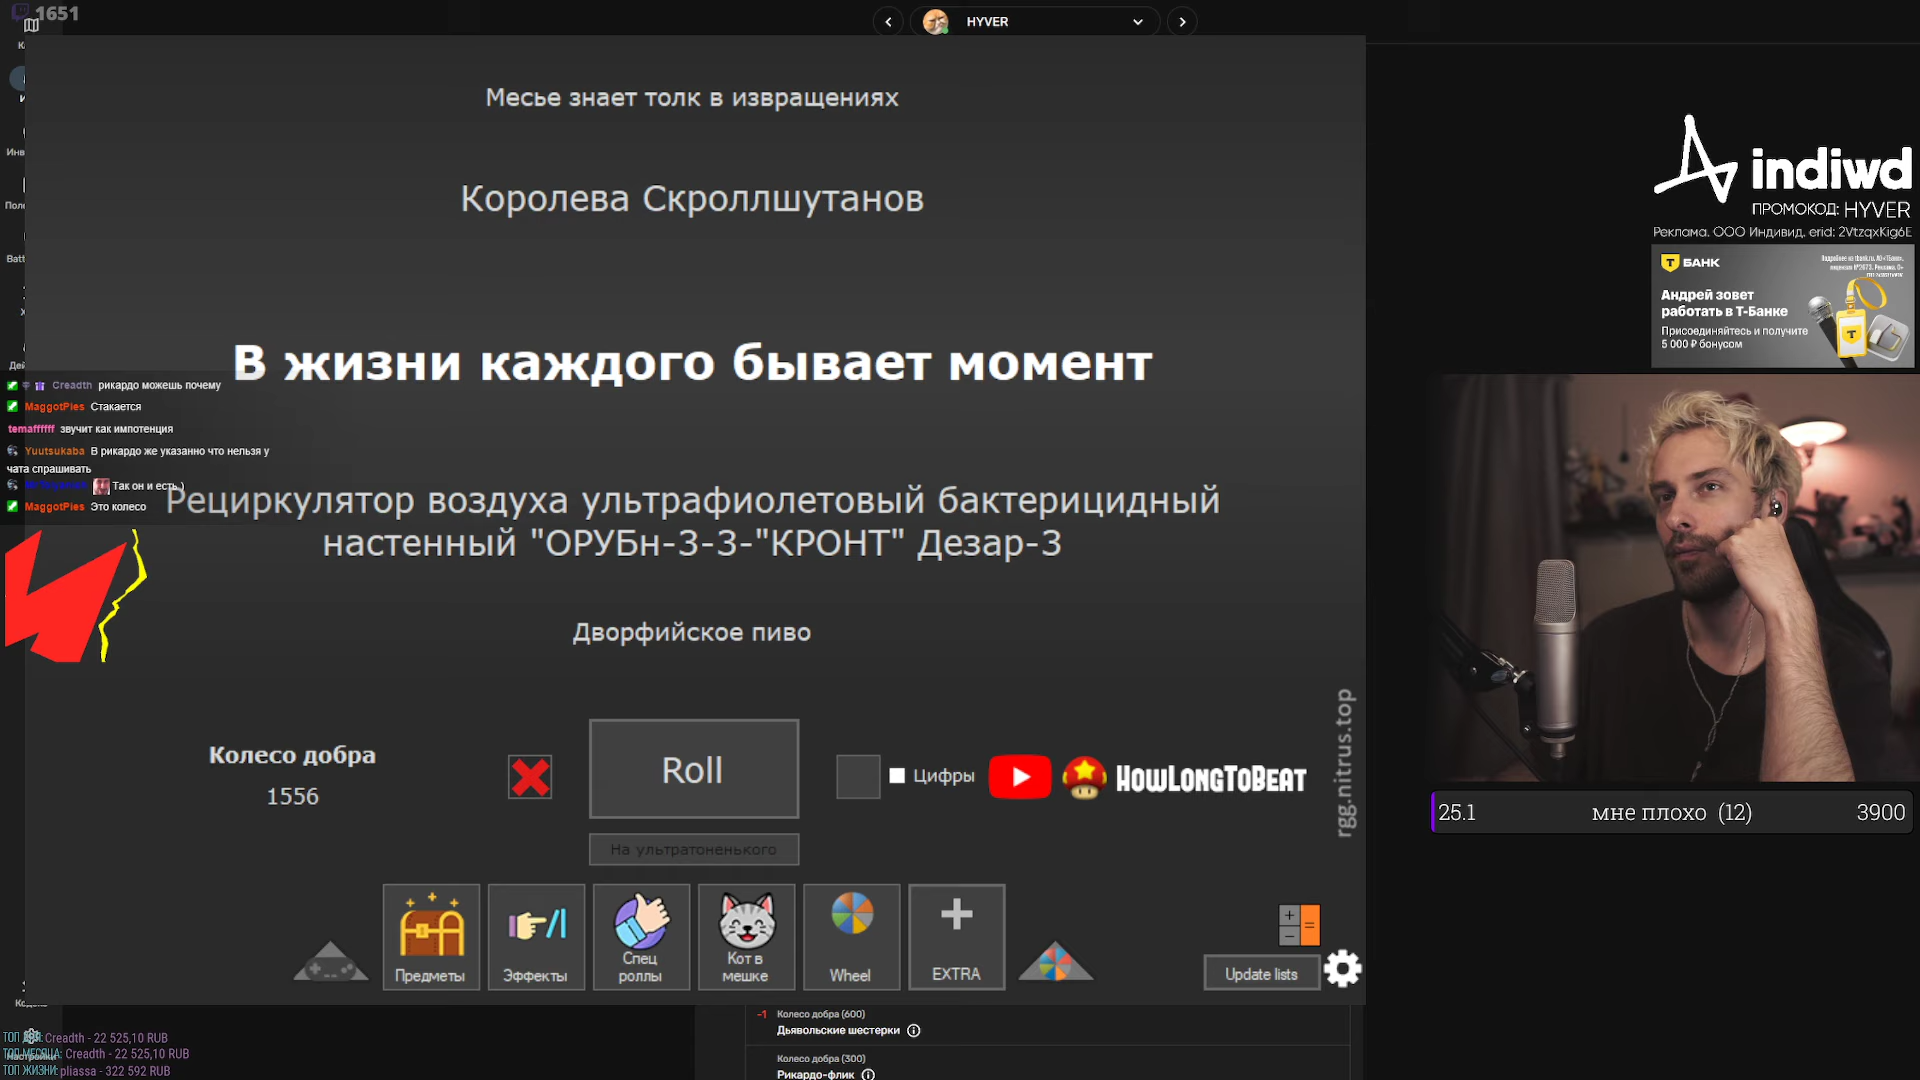 1651
HYVER
Месье знает толк в извращениях
Королева Скроллшутанов
В жизни каждого бывает момент
Рециркулятор воздуха ультрафиолетовый бактерицидный
настенный "ОРУБн-3-3-"КРОНТ" Дезар-3
Дворфийское пиво
Creadth рикардо можешь почему
MaggotPies Стакается
temaffffff звучит как импотенция
Yuutsukaba В рикардо же указанно что нельзя у
чата спрашивать
Так он и есть )
MaggotPies Это колесо
Колесо добра
1556
Roll
На ультратоненького
Цифры
HowLongToBeat
rgg.nitrus.top
Предметы
Эффекты
Спец
роллы
Кот в
мешке
Wheel
EXTRA
Update lists
-1 Колесо добра (600)
Дьявольские шестерки
Колесо добра (300)
Рикардо-флик
Настройки
ТОП ДНЯ: Creadth - 22 525,10 RUB
ТОП МЕСЯЦА: Creadth - 22 525,10 RUB
ТОП ЖИЗНИ: pliassa - 322 592 RUB
indiwd
ПРОМОКОД: HYVER
Реклама. ООО Индивид. erid: 2VtzqxKig6E
Т БАНК
Андрей зовет
работать в Т-Банке
Присоединяйтесь и получите
5 000 ₽ бонусом
25.1 мне плохо (12) 3900